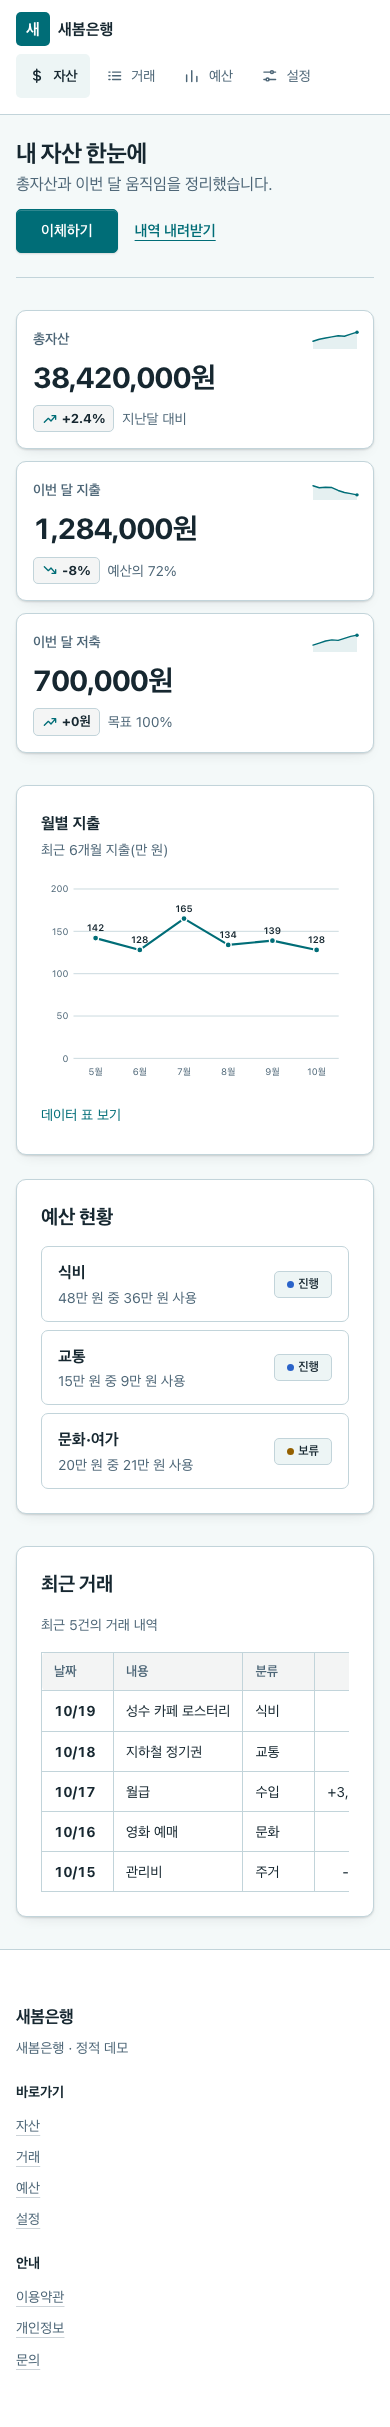 새 새봄은행
자산 거래 예산 설정
내 자산 한눈에
총자산과 이번 달 움직임을 정리했습니다.
이체하기 내역 내려받기
총자산
38,420,000원
+2.4% 지난달 대비
이번 달 지출
1,284,000원
-8% 예산의 72%
이번 달 저축
700,000원
+0원 목표 100%
월별 지출
최근 6개월 지출(만 원)
200
150
100
50
0
142 128 165 134 139 128
5월 6월 7월 8월 9월 10월
데이터 표 보기
예산 현황
식비
48만 원 중 36만 원 사용
진행
교통
15만 원 중 9만 원 사용
진행
문화·여가
20만 원 중 21만 원 사용
보류
최근 거래
최근 5건의 거래 내역
날짜 내용 분류
10/19 성수 카페 로스터리 식비
10/18 지하철 정기권 교통
10/17 월급 수입 +3,
10/16 영화 예매 문화
10/15 관리비 주거 -
새봄은행
새봄은행 · 정적 데모
바로가기
자산
거래
예산
설정
안내
이용약관
개인정보
문의